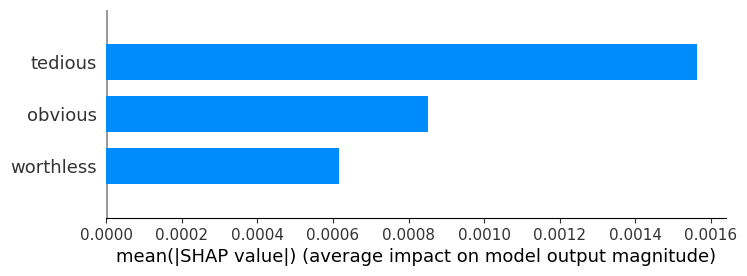 tedious
obvious
worthless
0.0000 0.0002 0.0004 0.0006 0.0008 0.0010 0.0012 0.0014 0.0016
mean(|SHAP value|) (average impact on model output magnitude)